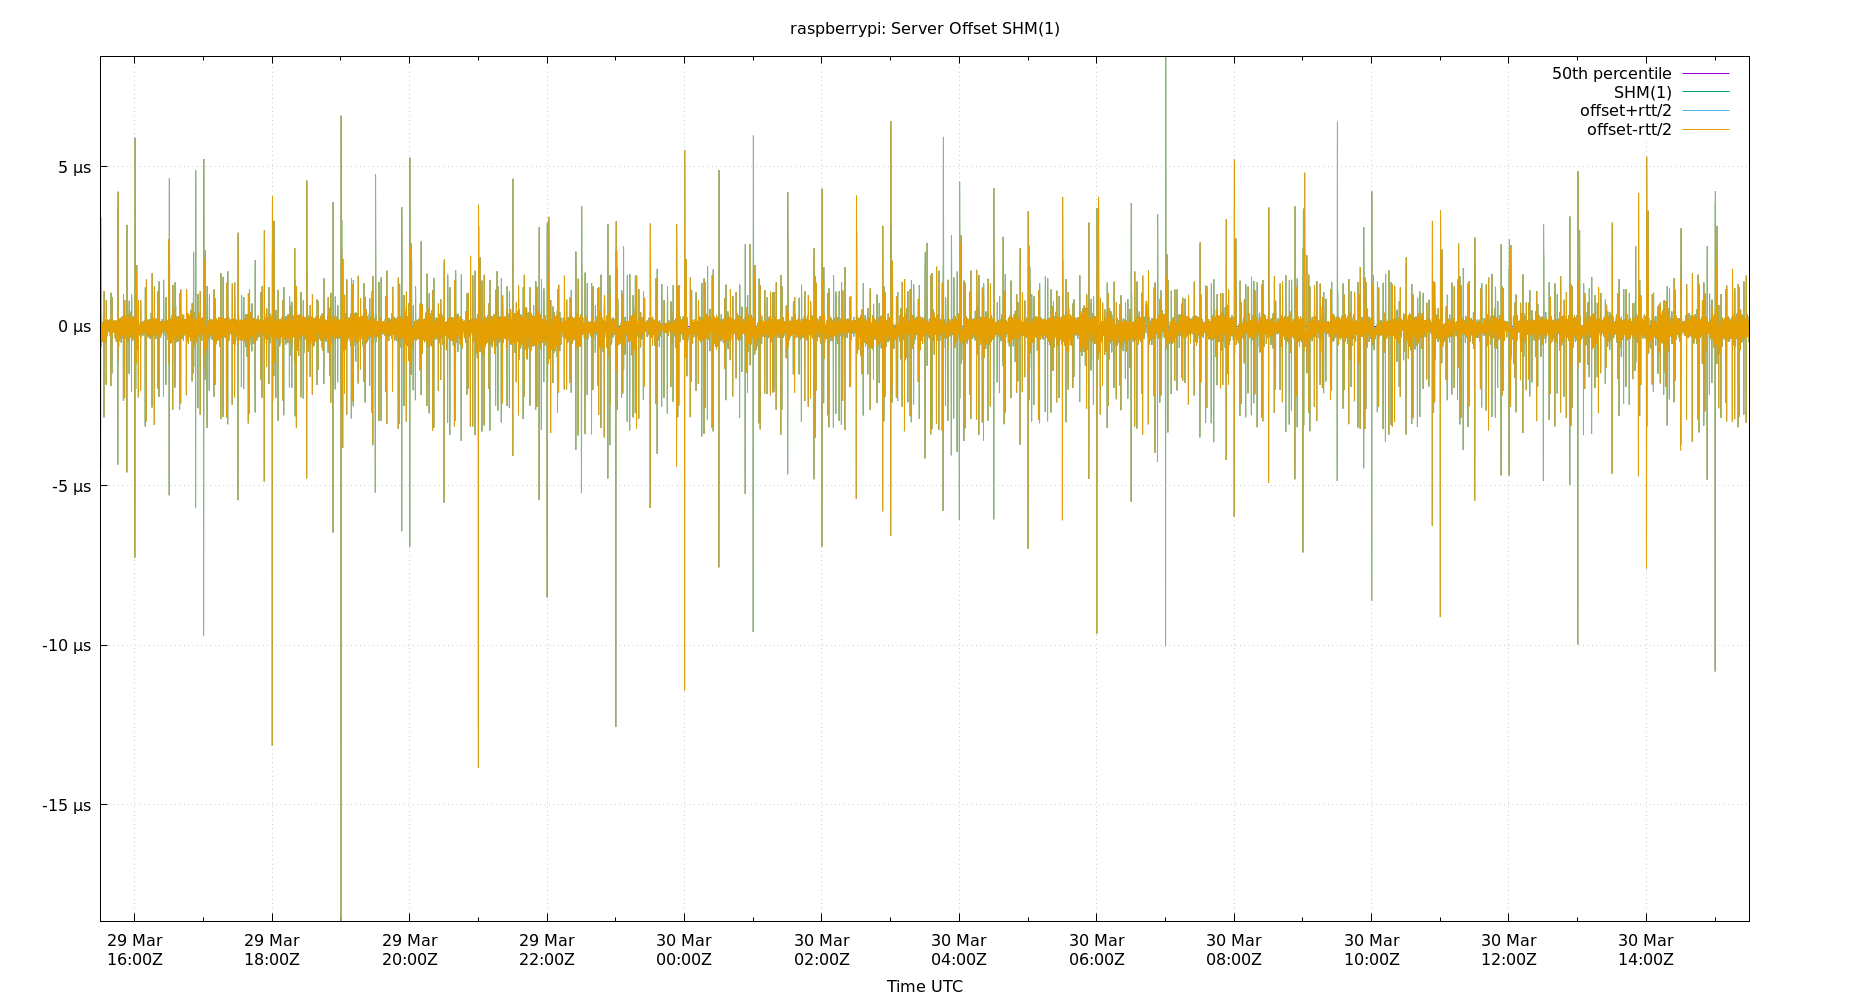 raspberrypi: Server Offset SHM(1)
50th percentile
SHM(1)
offset+rtt/2
offset-rtt/2
5 µs
0 µs
-5 µs
-10 µs
-15 µs
29 Mar 29 Mar 29 Mar 29 Mar 30 Mar 30 Mar 30 Mar 30 Mar 30 Mar 30 Mar 30 Mar 30 Mar
16:00Z 18:00Z 20:00Z 22:00Z 00:00Z 02:00Z 04:00Z 06:00Z 08:00Z 10:00Z 12:00Z 14:00Z
Time UTC